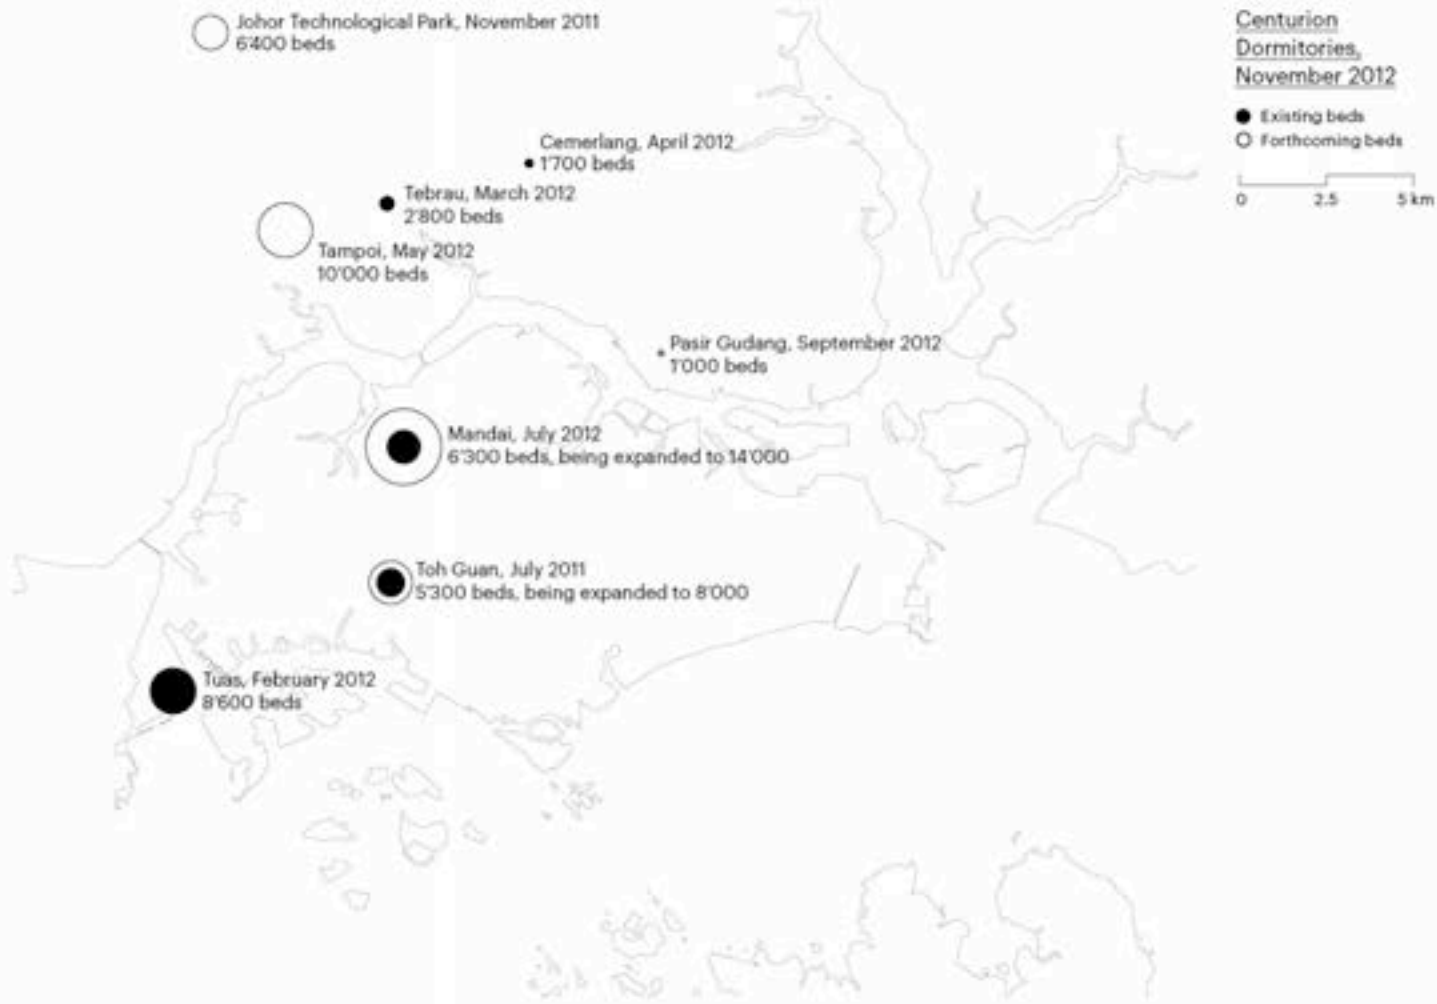 Johor Technological Park, November 2011
6'400 beds
Centurion
Dormitories,
November 2012
Existing beds
Forthcoming beds
0 2.5 5 km
Cemerlang, April 2012
1'700 beds
Tebrau, March 2012
2'800 beds
Tampoi, May 2012
10'000 beds
Pasir Gudang, September 2012
1'000 beds
Mandai, July 2012
6'300 beds, being expanded to 14'000
Toh Guan, July 2011
5'300 beds, being expanded to 8'000
Tuas, February 2012
8'600 beds